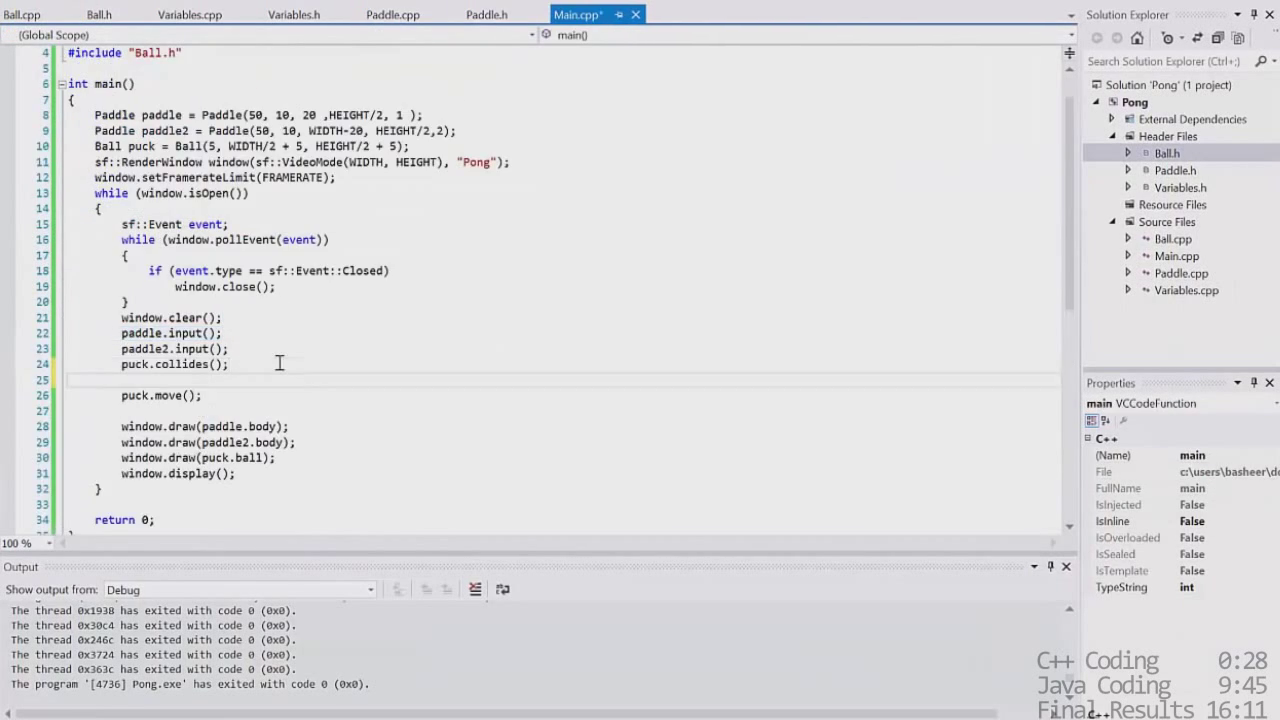 Ball.cpp Ball.h Variables.cpp Variables.h Paddle.cpp Paddle.h Main.cpp*
(Global Scope) main()
4 #include "Ball.h"
5
6 int main()
7 {
8 Paddle paddle = Paddle(50, 10, 20 ,HEIGHT/2, 1 );
9 Paddle paddle2 = Paddle(50, 10, WIDTH-20, HEIGHT/2,2);
10 Ball puck = Ball(5, WIDTH/2 + 5, HEIGHT/2 + 5);
11 sf::RenderWindow window(sf::VideoMode(WIDTH, HEIGHT), "Pong");
12 window.setFramerateLimit(FRAMERATE);
13 while (window.isOpen())
14 {
15 sf::Event event;
16 while (window.pollEvent(event))
17 {
18 if (event.type == sf::Event::Closed)
19 window.close();
20 }
21 window.clear();
22 paddle.input();
23 paddle2.input();
24 puck.collides();
25
26 puck.move();
27
28 window.draw(paddle.body);
29 window.draw(paddle2.body);
30 window.draw(puck.ball);
31 window.display();
32 }
33
34 return 0;
100 %
Output
Show output from: Debug
The thread 0x1938 has exited with code 0 (0x0).
The thread 0x30c4 has exited with code 0 (0x0).
The thread 0x246c has exited with code 0 (0x0).
The thread 0x3724 has exited with code 0 (0x0).
The thread 0x363c has exited with code 0 (0x0).
The program '[4736] Pong.exe' has exited with code 0 (0x0).
Solution Explorer
Search Solution Explorer (Ctrl+;)
Solution 'Pong' (1 project)
Pong
External Dependencies
Header Files
Ball.h
Paddle.h
Variables.h
Resource Files
Source Files
Ball.cpp
Main.cpp
Paddle.cpp
Variables.cpp
Properties
main VCCodeFunction
C++
(Name) main
File c:\users\basheer\de
FullName main
IsInjected False
IsInline False
IsOverloaded False
IsSealed False
IsTemplate False
TypeString int
C++ Coding 0:28
Java Coding 9:45
Final Results 16:11
C++